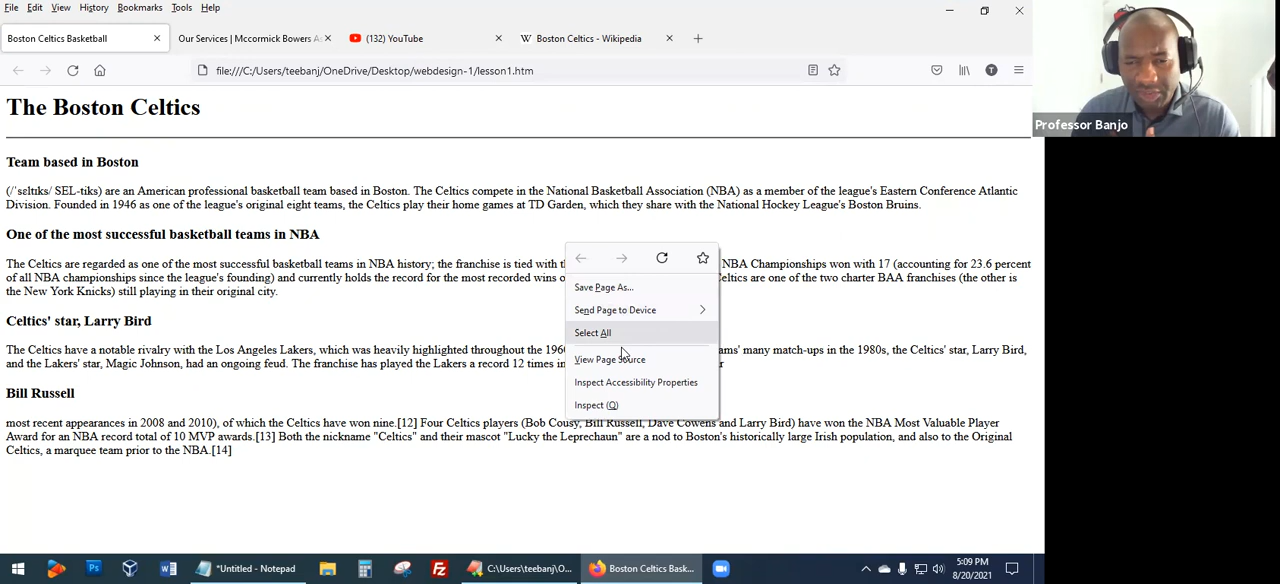 File Edit View History Bookmarks Tools Help
Boston Celtics Basketball
Our Services | Mccormick Bowers As
(132) YouTube
Boston Celtics - Wikipedia
file:///C:/Users/teebanj/OneDrive/Desktop/webdesign-1/lesson1.htm
T
Professor Banjo
The Boston Celtics
Team based in Boston
(/ˈsɛltɪks/ SEL-tiks) are an American professional basketball team based in Boston. The Celtics compete in the National Basketball Association (NBA) as a member of the league's Eastern Conference Atlantic
Division. Founded in 1946 as one of the league's original eight teams, the Celtics play their home games at TD Garden, which they share with the National Hockey League's Boston Bruins.
One of the most successful basketball teams in NBA
The Celtics are regarded as one of the most successful basketball teams in NBA history; the franchise is tied with NBA Championships won with 17 (accounting for 23.6 percent
of all NBA championships since the league's founding) and currently holds the record for the most recorded wins Celtics are one of the two charter BAA franchises (the other is
the New York Knicks) still playing in their original city.
Celtics' star, Larry Bird
The Celtics have a notable rivalry with the Los Angeles Lakers, which was heavily highlighted throughout the many match-ups in the 1980s, the Celtics' star, Larry Bird,
and the Lakers' star, Magic Johnson, had an ongoing feud. The franchise has played the Lakers a record 12 times in
Bill Russell
most recent appearances in 2008 and 2010), of which the Celtics have won nine.[12] Four Celtics players (Bob Cousy, Bill Russell, Dave Cowens and Larry Bird) have won the NBA Most Valuable Player
Award for an NBA record total of 10 MVP awards.[13] Both the nickname "Celtics" and their mascot "Lucky the Leprechaun" are a nod to Boston's historically large Irish population, and also to the Original
Celtics, a marquee team prior to the NBA.[14]
Save Page As...
Send Page to Device
Select All
View Page Source
Inspect Accessibility Properties
Inspect (Q)
*Untitled - Notepad
C:\Users\teebanj\O...
Boston Celtics Bask...
5:09 PM
8/20/2021